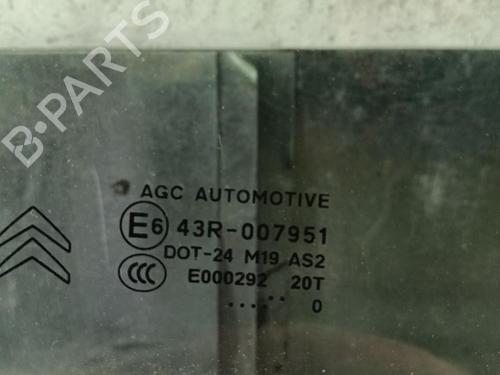 B-PARTS
AGC AUTOMOTIVE
E6 43R-007951
DOT-24 M19 AS2
CCC E000292 20T
..... .. 0